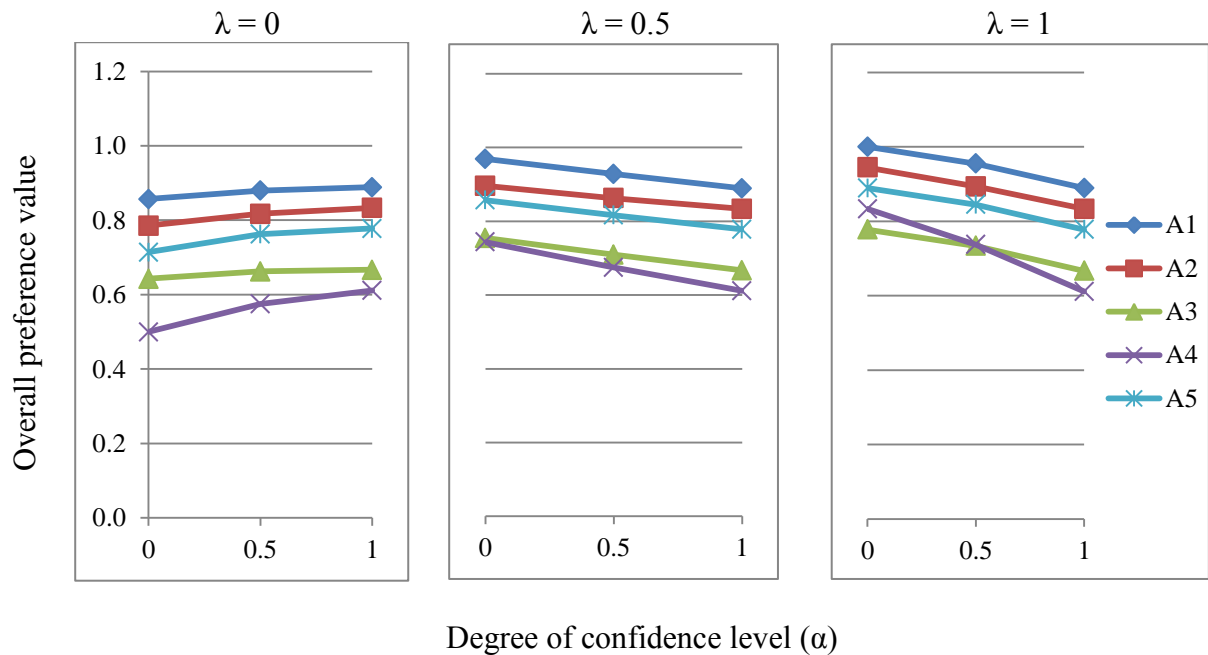 λ = 0
λ = 0.5
λ = 1
Overall preference value
1.2
1.0
0.8
0.6
0.4
0.2
0.0
0 0.5 1
0 0.5 1
0 0.5 1
A1
A2
A3
A4
A5
Degree of confidence level (α)